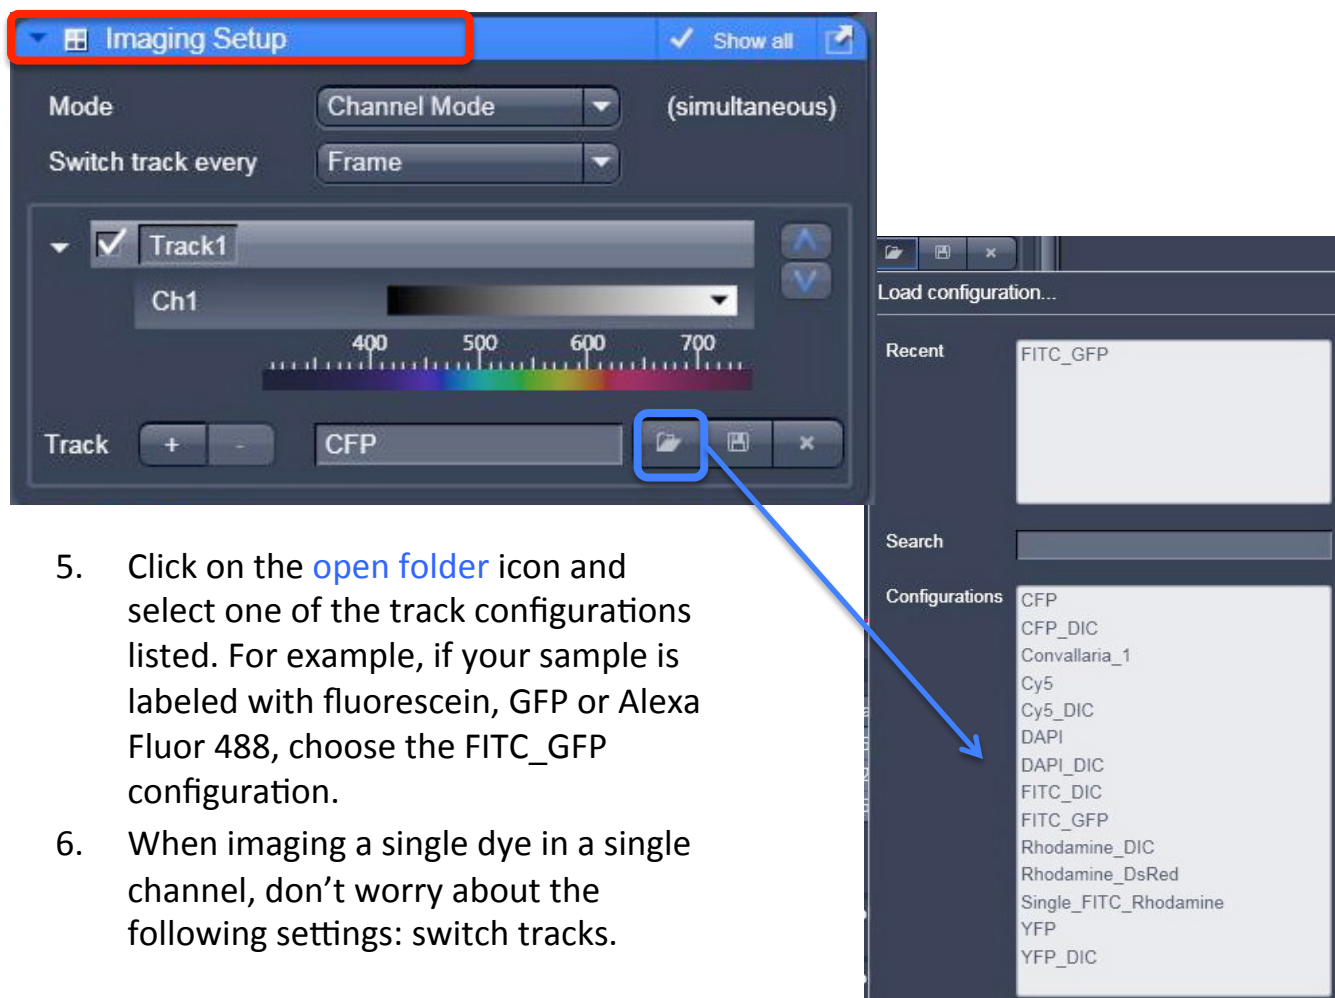 Imaging Setup
Show all
Mode
Channel Mode
(simultaneous)
Switch track every
Frame
Track1
Ch1
400 500 600 700
Track + - CFP
Load configuration...
Recent
FITC_GFP
Search
Configurations
CFP
CFP_DIC
Convallaria_1
Cy5
Cy5_DIC
DAPI
DAPI_DIC
FITC_DIC
FITC_GFP
Rhodamine_DIC
Rhodamine_DsRed
Single_FITC_Rhodamine
YFP
YFP_DIC
5. Click on the open folder icon and
select one of the track configurations
listed. For example, if your sample is
labeled with fluorescein, GFP or Alexa
Fluor 488, choose the FITC_GFP
configuration.
6. When imaging a single dye in a single
channel, don’t worry about the
following settings: switch tracks.